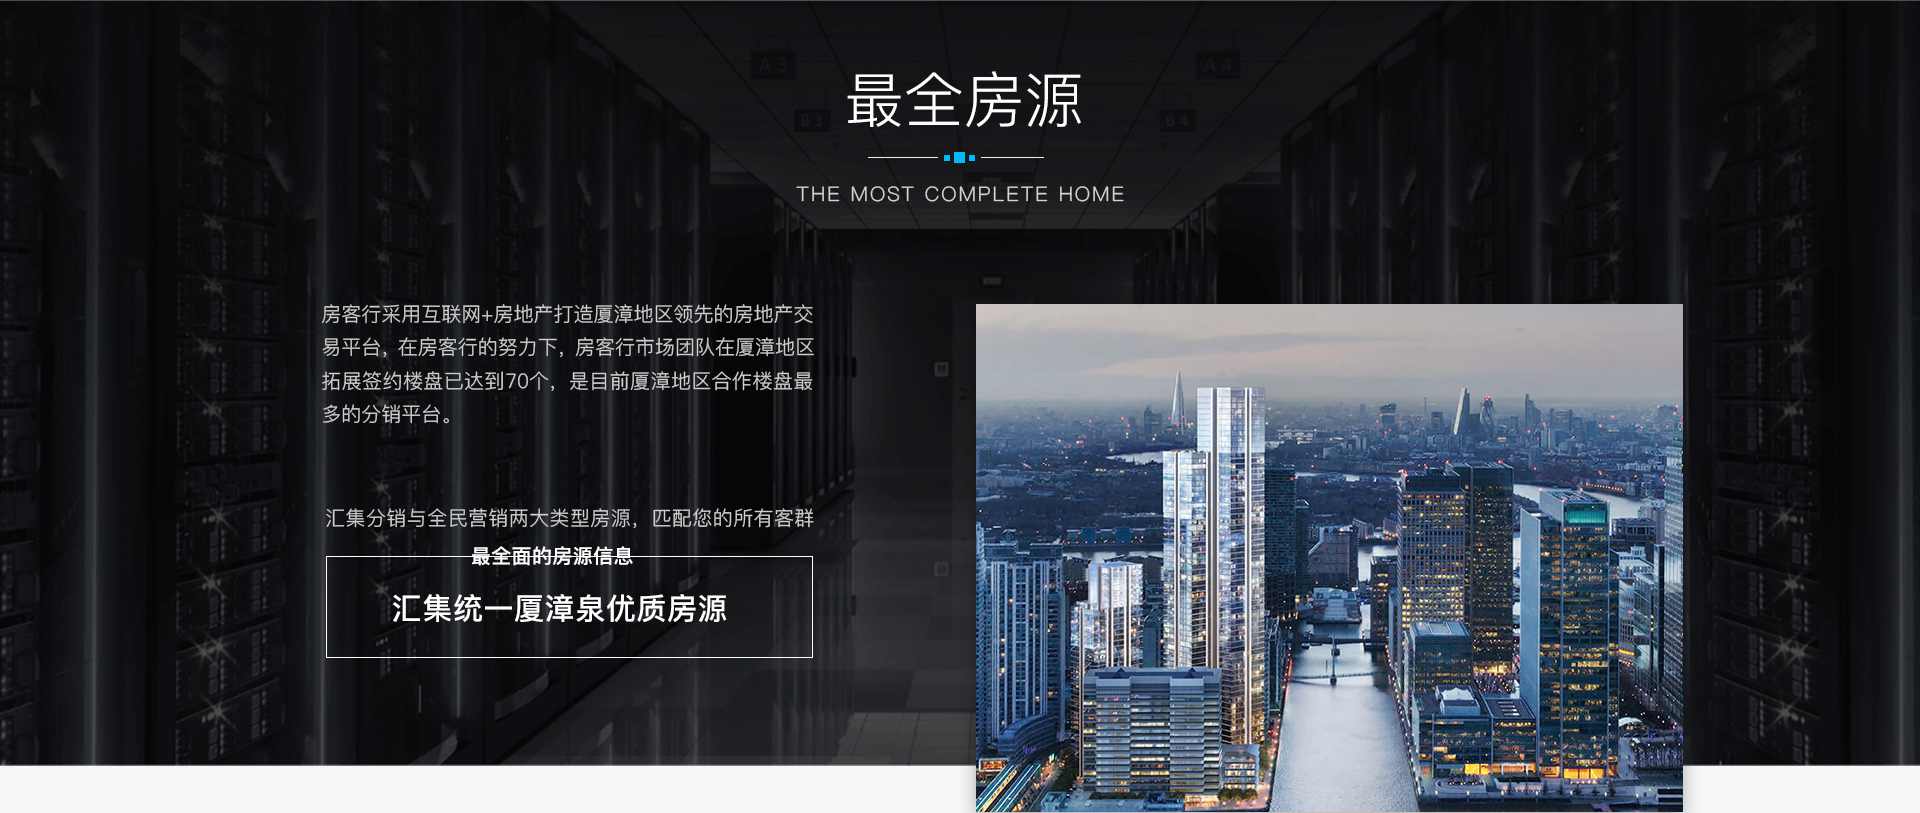 A3
A4
最全房源
B3
B4
THE MOST COMPLETE HOME
EXIT
房客行采用互联网+房地产打造厦漳地区领先的房地产交
易平台，在房客行的努力下，房客行市场团队在厦漳地区
拓展签约楼盘已达到70个，是目前厦漳地区合作楼盘最
多的分销平台。
汇集分销与全民营销两大类型房源，匹配您的所有客群
最全面的房源信息
汇集统一厦漳泉优质房源